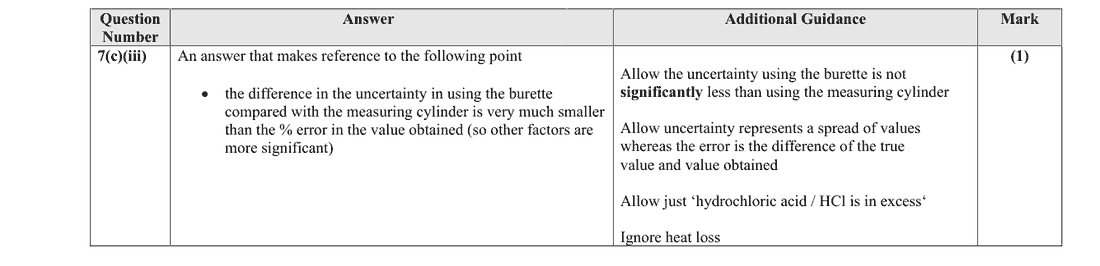 Question Number
Answer
Additional Guidance
Mark
7(c)(iii)
An answer that makes reference to the following point
• the difference in the uncertainty in using the burette
compared with the measuring cylinder is very much smaller
than the % error in the value obtained (so other factors are
more significant)
Allow the uncertainty using the burette is not
significantly less than using the measuring cylinder
Allow uncertainty represents a spread of values
whereas the error is the difference of the true
value and value obtained
Allow just ‘hydrochloric acid / HCl is in excess‘
Ignore heat loss
(1)